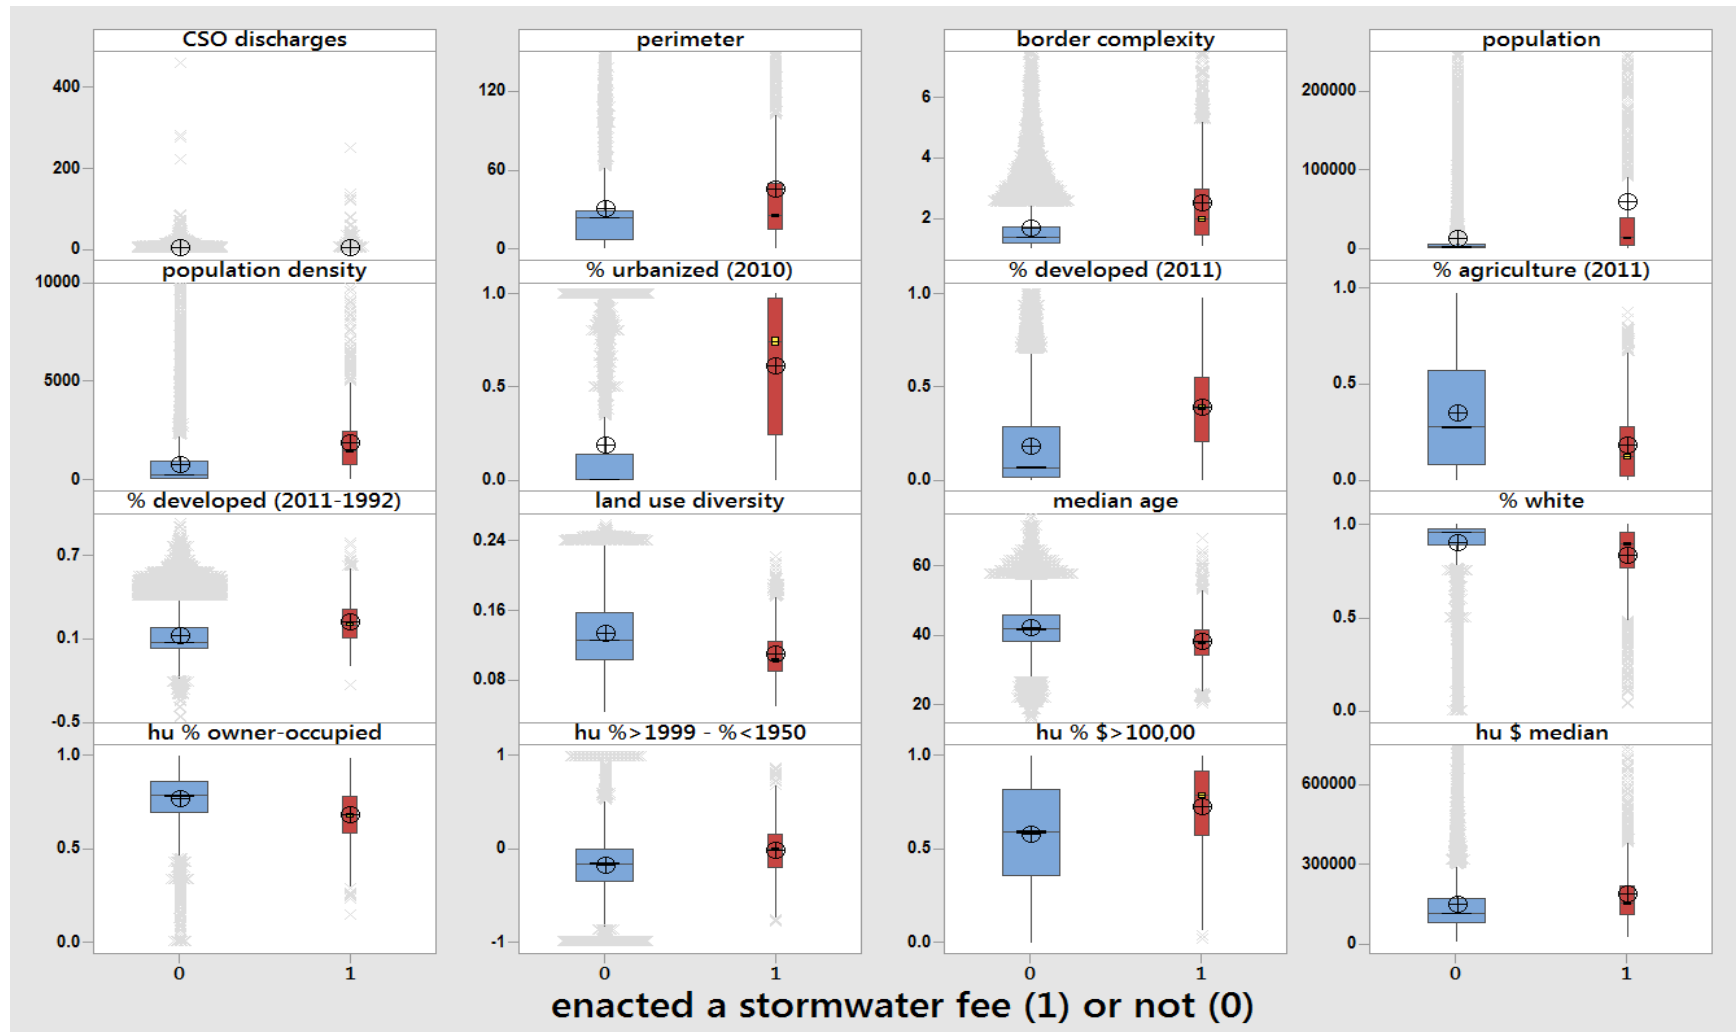 CSO discharges perimeter border complexity population
400 120 6 200000
200 60 4 100000
0 0 2 0
population density % urbanized (2010) % developed (2011) % agriculture (2011)
10000 1.0 1.0 1.0
5000 0.5 0.5 0.5
0 0.0 0.0 0.0
% developed (2011-1992) land use diversity median age % white
0.7 0.24 60 1.0
0.1 0.16 40 0.5
-0.5 0.08 20 0.0
hu % owner-occupied hu %>1999 - %<1950 hu % $>100,00 hu $ median
1.0 1 1.0 600000
0.5 0 0.5 300000
0.0 -1 0.0 0
0 1 0 1 0 1 0 1
enacted a stormwater fee (1) or not (0)